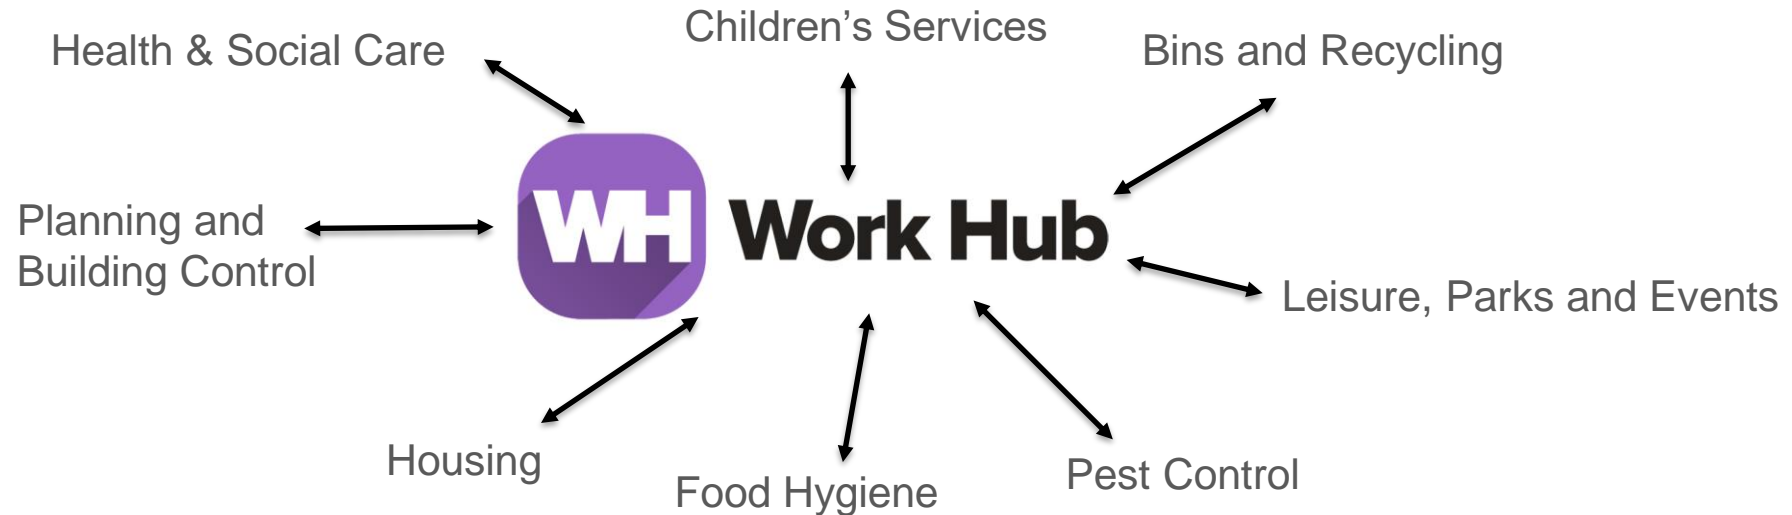 Children’s Services
Health & Social Care
Bins and Recycling
WH
Work Hub
Planning and
Building Control
Leisure, Parks and Events
Housing
Food Hygiene
Pest Control